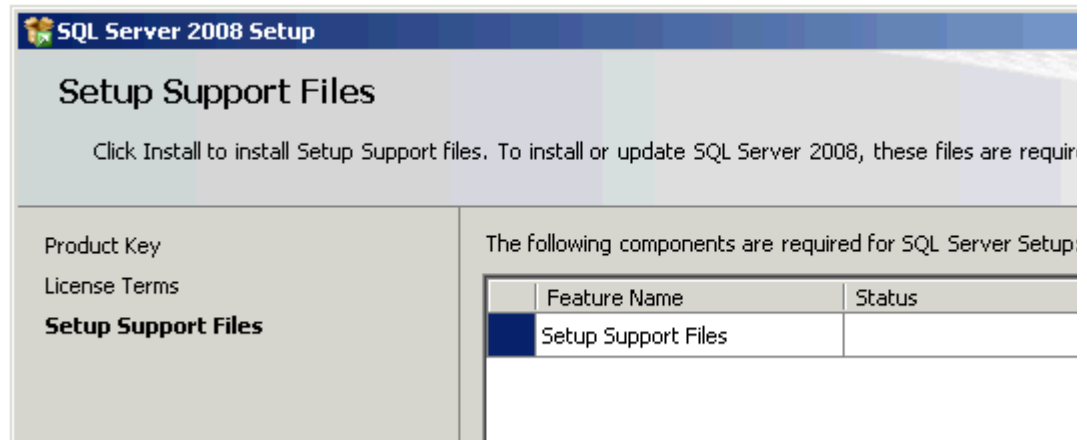 SQL Server 2008 Setup
Setup Support Files
Click Install to install Setup Support files. To install or update SQL Server 2008, these files are
Product Key
License Terms
Setup Support Files
The following components are required for SQL Server Setup:
Feature Name Status
Setup Support Files